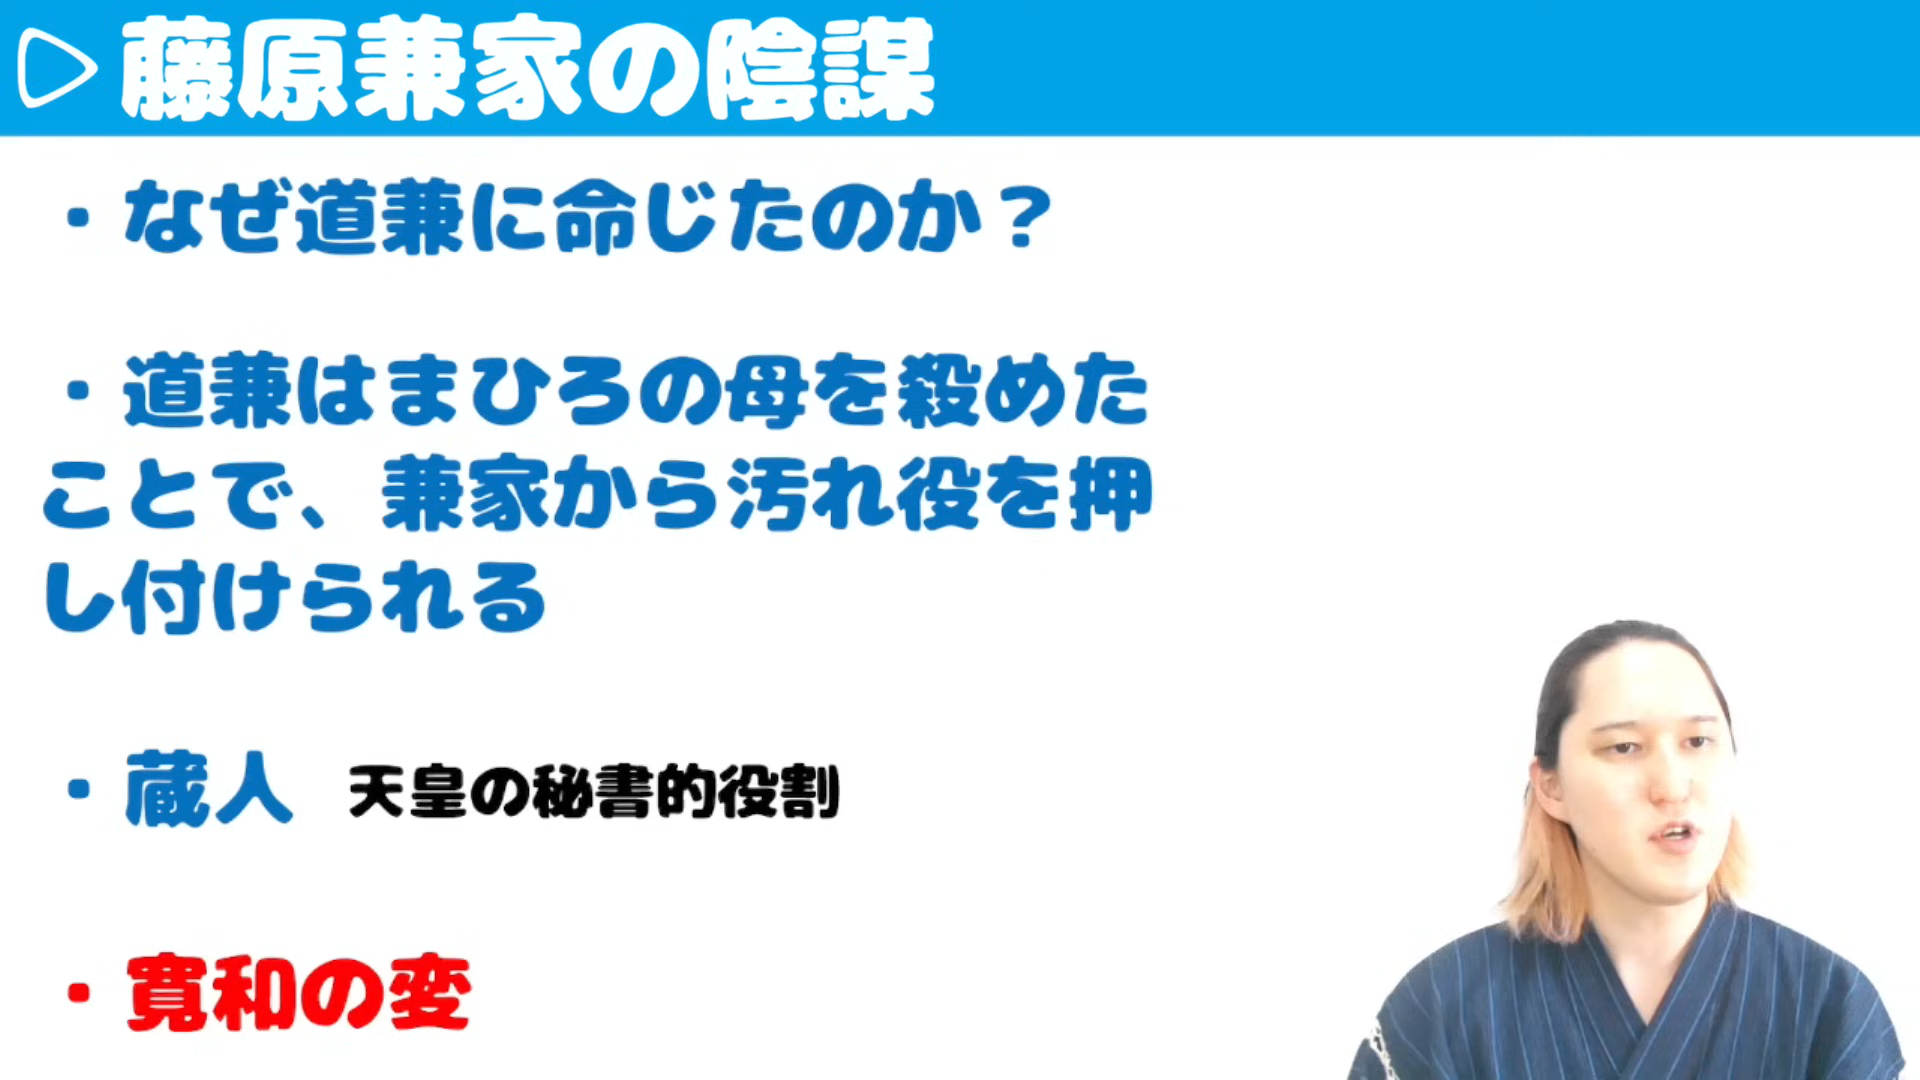 藤原兼家の陰謀
・なぜ道兼に命じたのか？
・道兼はまひろの母を殺めた
ことで、兼家から汚れ役を押
し付けられる
・蔵人 天皇の秘書的役割
・寛和の変